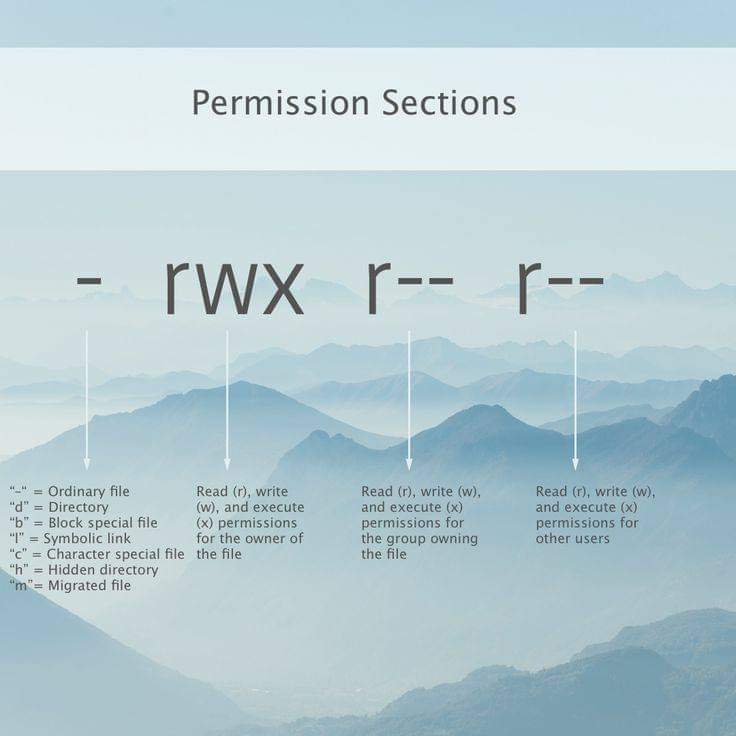 Permission Sections
- rwx r-- r--
“-“ = Ordinary file
“d” = Directory
“b” = Block special file
“l” = Symbolic link
“c” = Character special file
“h” = Hidden directory
“m”= Migrated file
Read (r), write
(w), and execute
(x) permissions
for the owner of
the file
Read (r), write (w),
and execute (x)
permissions for
the group owning
the file
Read (r), write (w),
and execute (x)
permissions for
other users